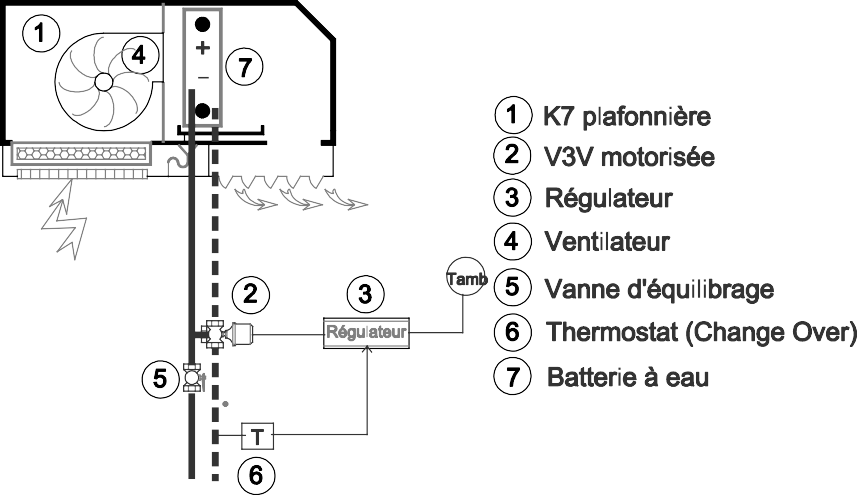 1
4
+
−
7
1 K7 plafonnière
2 V3V motorisée
3 Régulateur
4 Ventilateur
5 Vanne d'équilibrage
6 Thermostat (Change Over)
7 Batterie à eau
Tamb
2
3
Régulateur
5
T
6